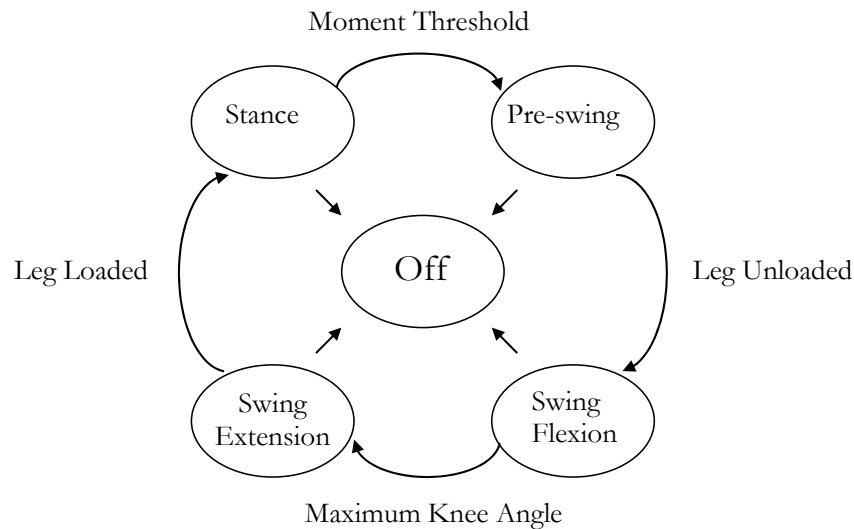 Moment Threshold
Stance
Pre-swing
Leg Loaded
Off
Leg Unloaded
Swing
Extension
Swing
Flexion
Maximum Knee Angle